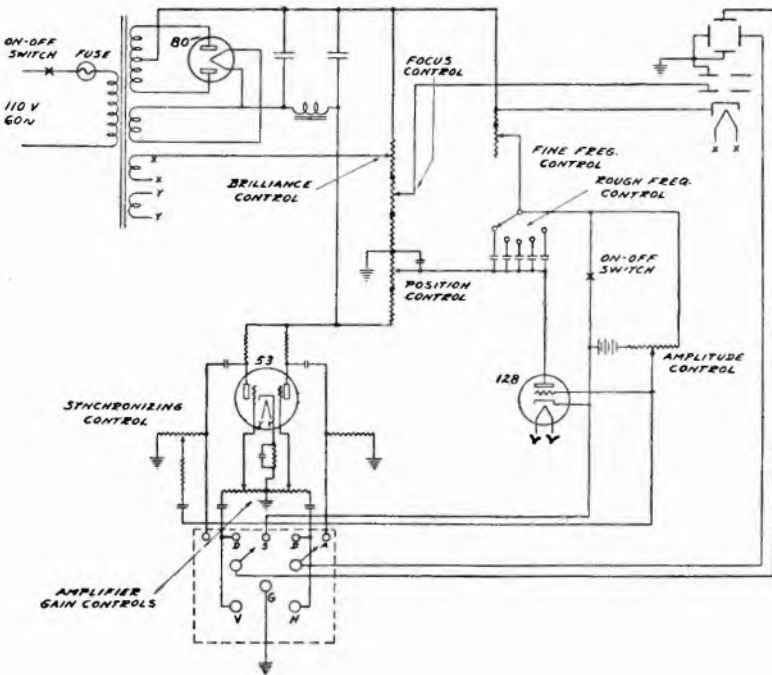 ON-OFF
SWITCH
FUSE
80
110 V
60~
X
X
Y
Y
BRILLIANCE
CONTROL
FOCUS
CONTROL
FINE FREQ.
CONTROL
ROUGH FREQ.
CONTROL
X X
ON-OFF
SWITCH
POSITION
CONTROL
AMPLITUDE
CONTROL
53
128
Y Y
SYNCHRONIZING
CONTROL
B S B A
G
V H
AMPLIFIER
GAIN CONTROLS